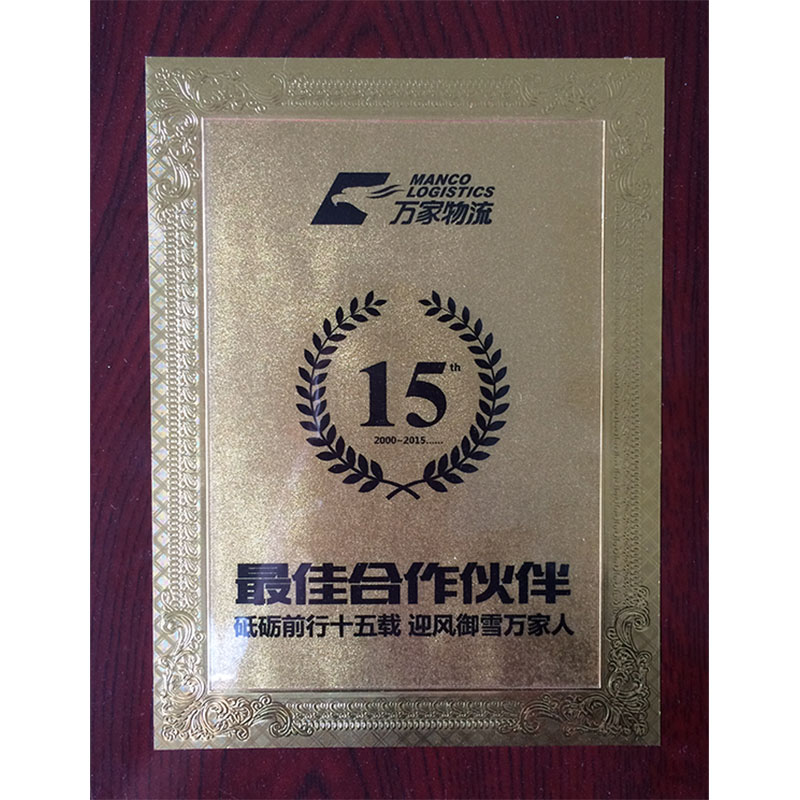 MANCO
LOGISTICS
万家物流
15th
2000~2015......
最佳合作伙伴
砥砺前行十五载 迎风御雪万家人